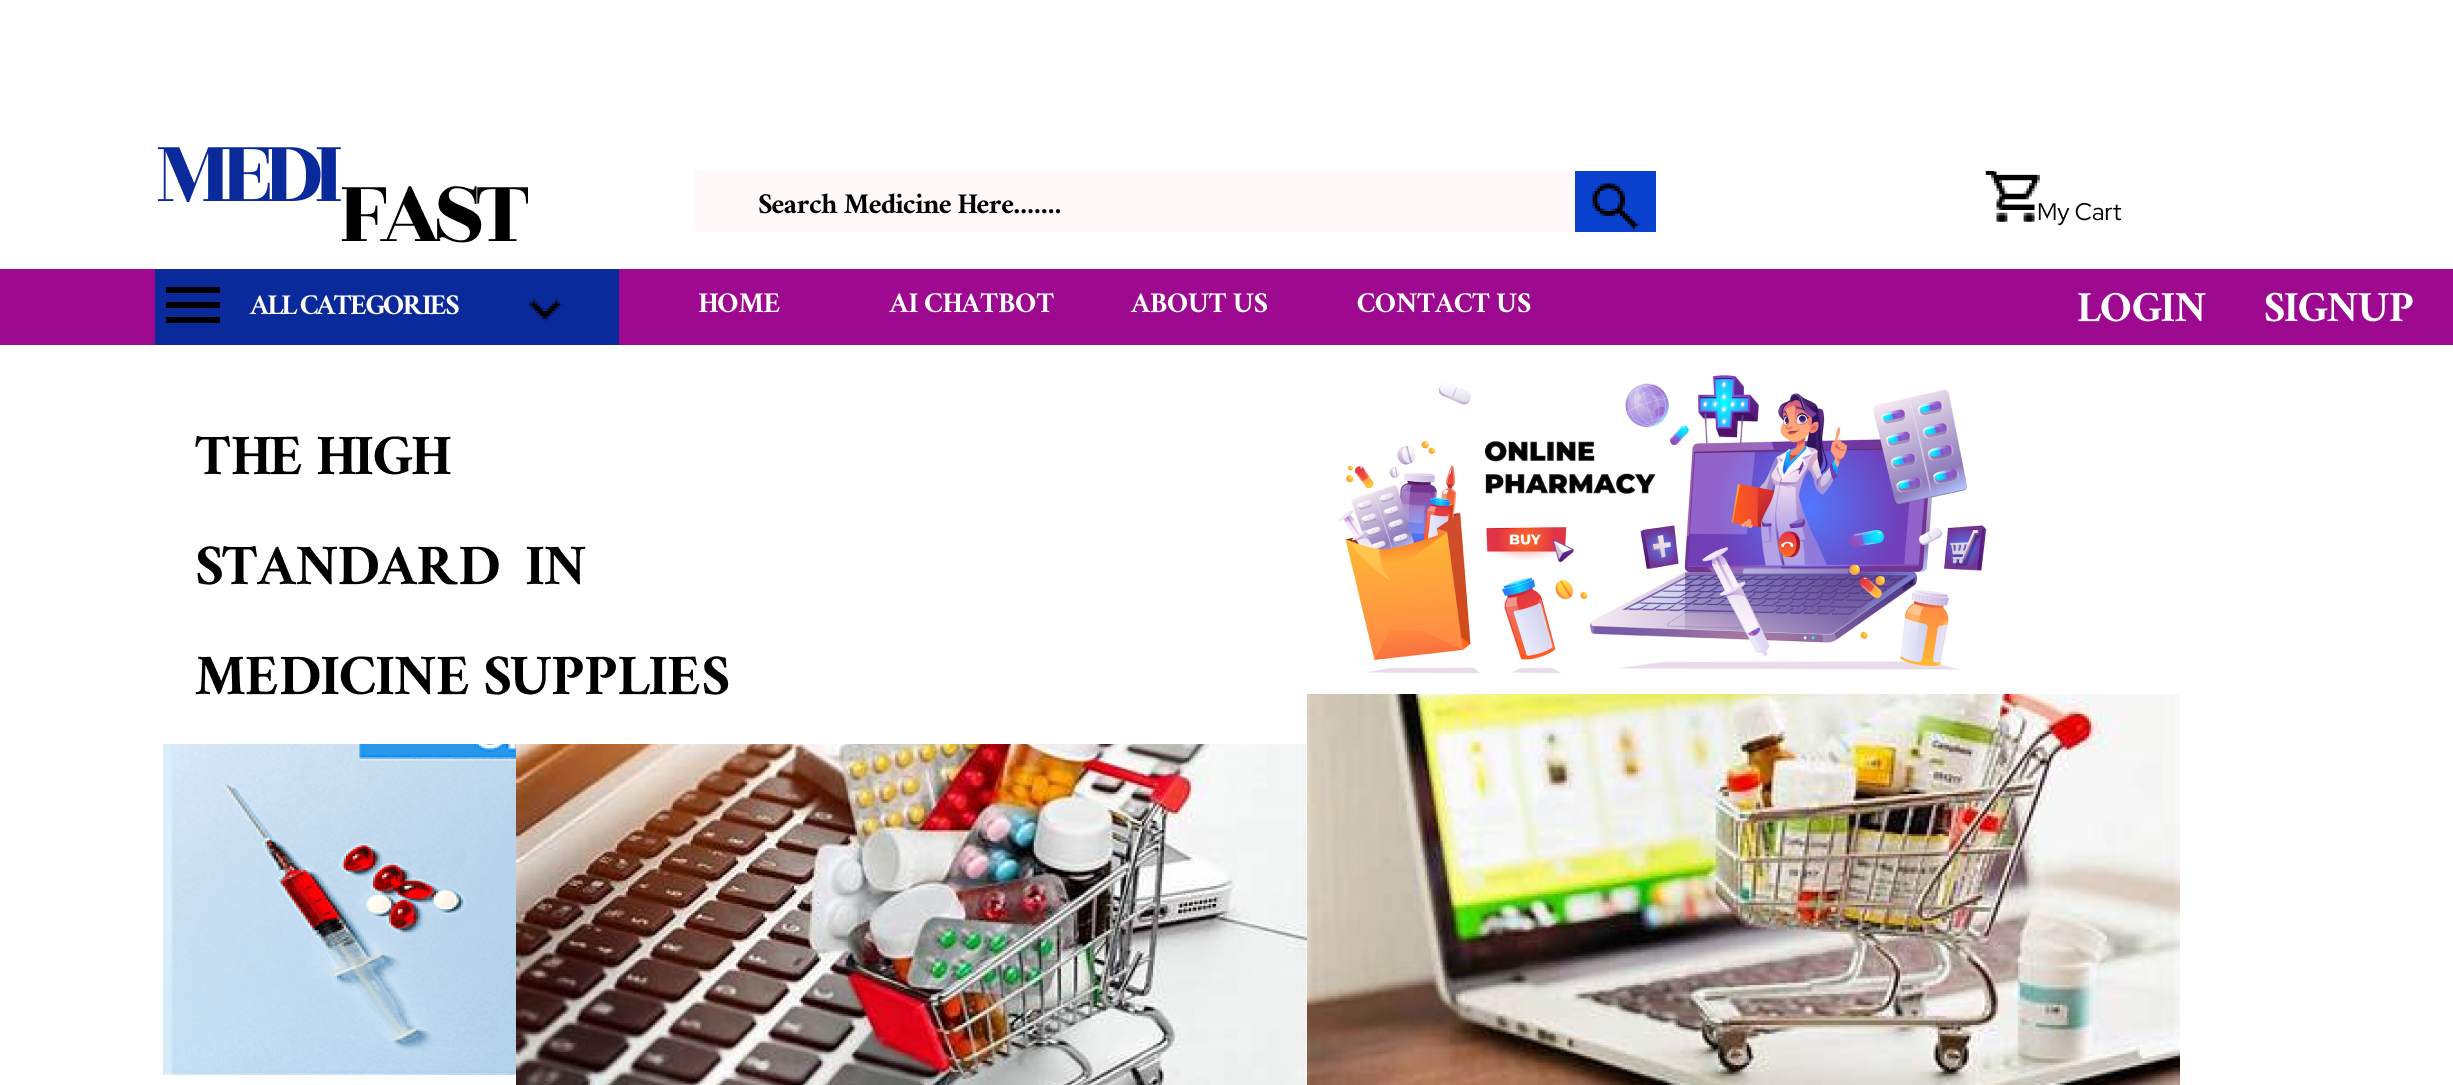 MEDI
FAST
Search Medicine Here.......
My Cart
ALL CATEGORIES
HOME
AI CHATBOT
ABOUT US
CONTACT US
LOGIN
SIGNUP
THE HIGH
STANDARD IN
MEDICINE SUPPLIES
ONLINE
PHARMACY
BUY